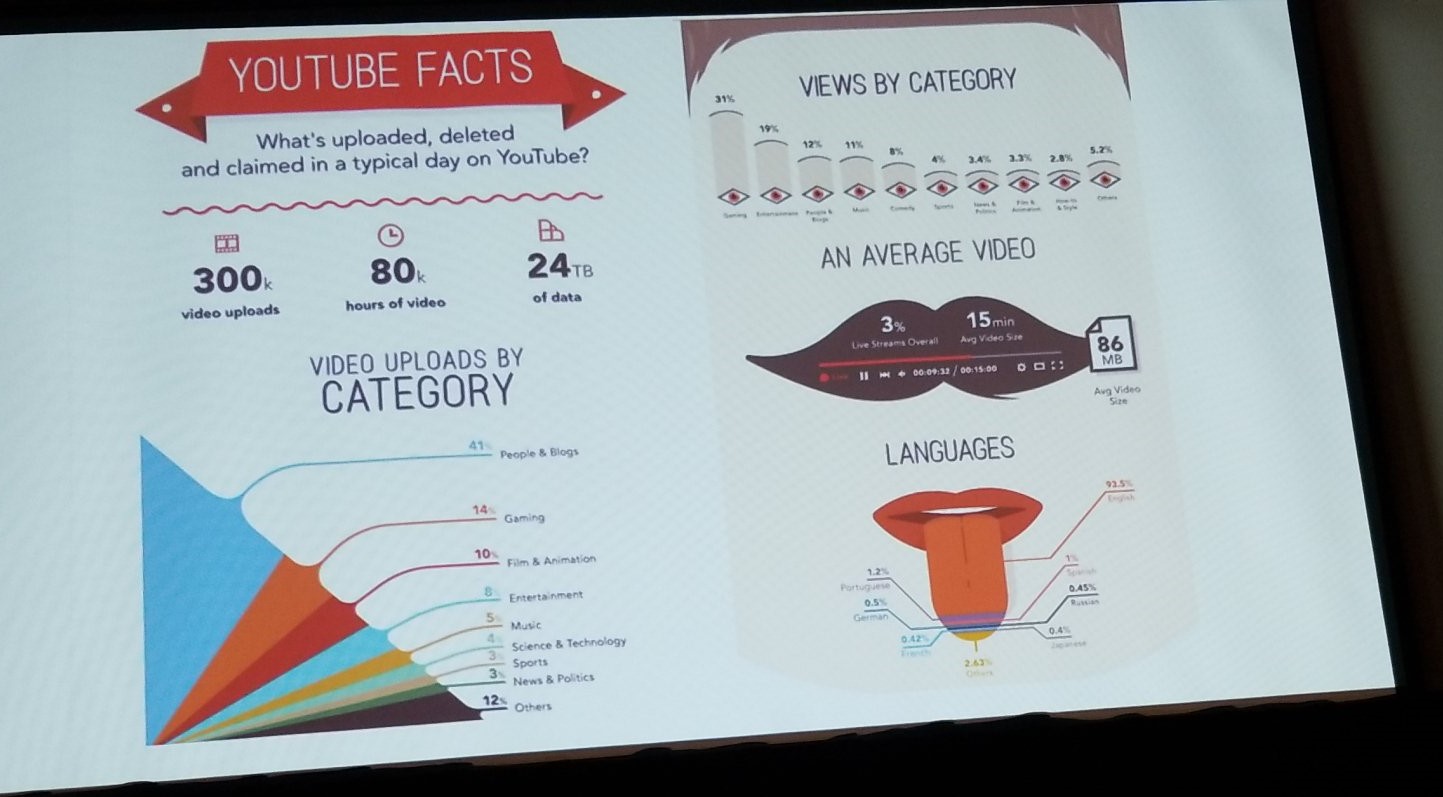 YOUTUBE FACTS
What's uploaded, deleted
and claimed in a typical day on YouTube?
300k
video uploads
80k
hours of video
24TB
of data
VIDEO UPLOADS BY
CATEGORY
41% People & Blogs
14% Gaming
10% Film & Animation
8% Entertainment
5% Music
4% Science & Technology
3% Sports
3% News & Politics
12% Others
VIEWS BY CATEGORY
31% 19% 12% 11% 8% 4% 3.4% 3.3% 2.8% 5.2%
Gaming Entertainment People & Music Comedy Sports News & Film & How-to Others
Blogs Politics Animation & Style
AN AVERAGE VIDEO
3%
Live Streams Overall
15min
Avg Video Size
Live 00:09:32 / 00:15:00
86
MB
Avg Video
Size
LANGUAGES
93.5%
English
1.2%
Portuguese
1%
Spanish
0.5%
German
0.45%
Russian
0.42%
French
0.4%
Japanese
2.63%
Others